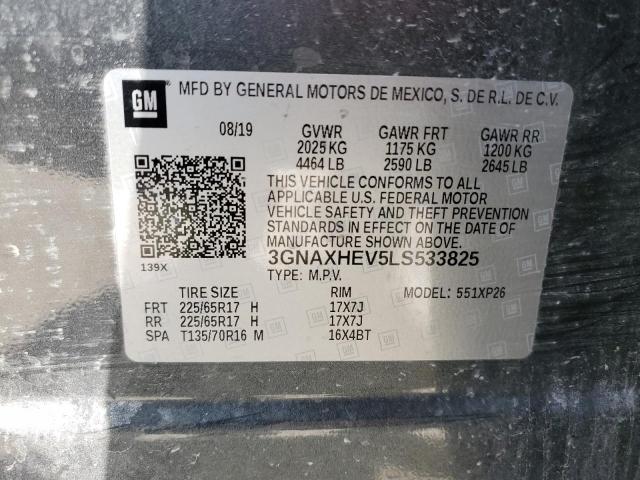 GM MFD BY GENERAL MOTORS DE MEXICO, S. DE R.L. DE C.V.
08/19 GVWR GAWR FRT GAWR RR
2025 KG 1175 KG 1200 KG
4464 LB 2590 LB 2645 LB
THIS VEHICLE CONFORMS TO ALL
APPLICABLE U.S. FEDERAL MOTOR
VEHICLE SAFETY AND THEFT PREVENTION
STANDARDS IN EFFECT ON THE DATE OF
MANUFACTURE SHOWN ABOVE.
139X 3GNAXHEV5LS533825
TYPE: M.P.V.
TIRE SIZE RIM MODEL: 551XP26
FRT 225/65R17 H 17X7J
RR 225/65R17 H 17X7J
SPA T135/70R16 M 16X4BT